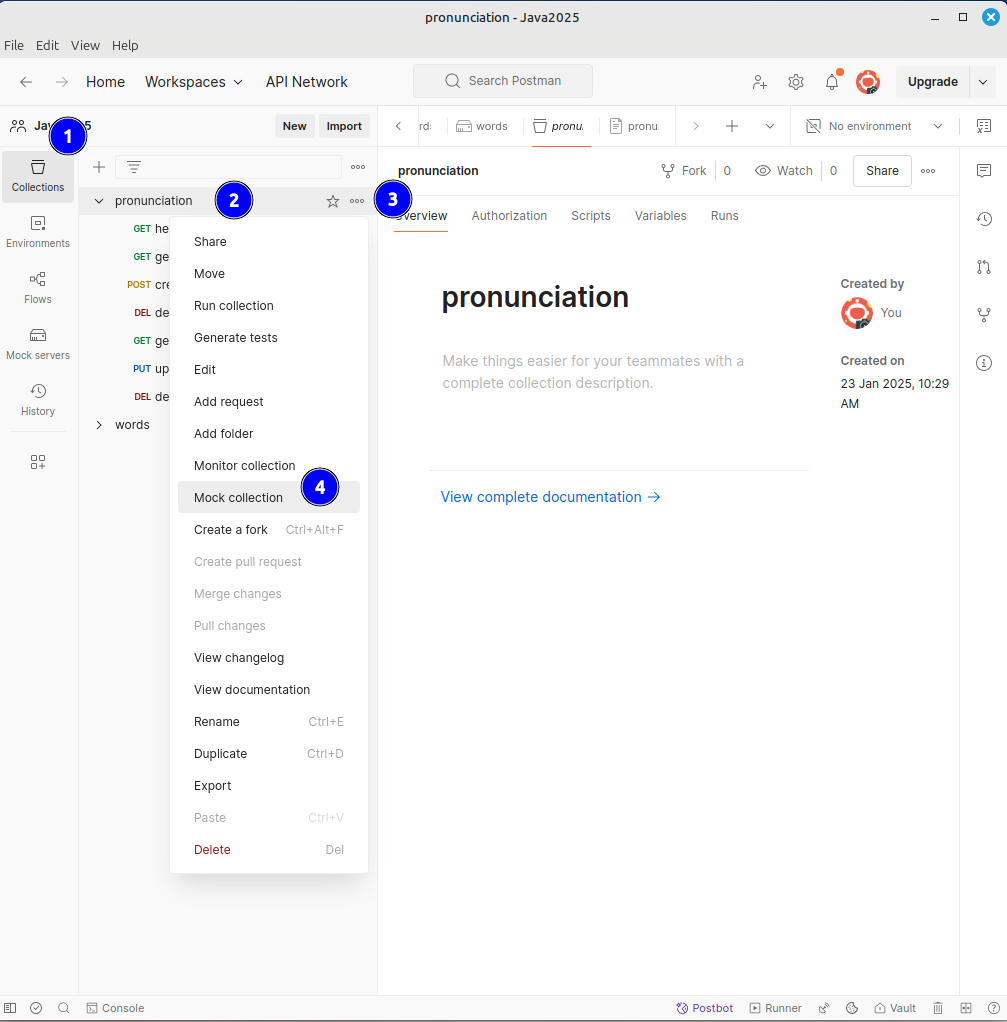 pronunciation - Java2025
File Edit View Help
Home Workspaces API Network Search Postman Upgrade
1 New Import words pronu pronu No environment
Collections
pronunciation 2 3 pronunciation Fork 0 Watch 0 Share
Overview Authorization Scripts Variables Runs
Environments
Flows
Mock servers
History
GET he
GET ge
POST cre
DEL de
GET ge
PUT up
DEL de
words
Share
Move
Run collection
Generate tests
Edit
Add request
Add folder
Monitor collection
Mock collection 4
Create a fork Ctrl+Alt+F
Create pull request
Merge changes
Pull changes
View changelog
View documentation
Rename Ctrl+E
Duplicate Ctrl+D
Export
Paste Ctrl+V
Delete Del
pronunciation
Make things easier for your teammates with a
complete collection description.
View complete documentation →
Created by
You
Created on
23 Jan 2025, 10:29
AM
Console Postbot Runner Vault